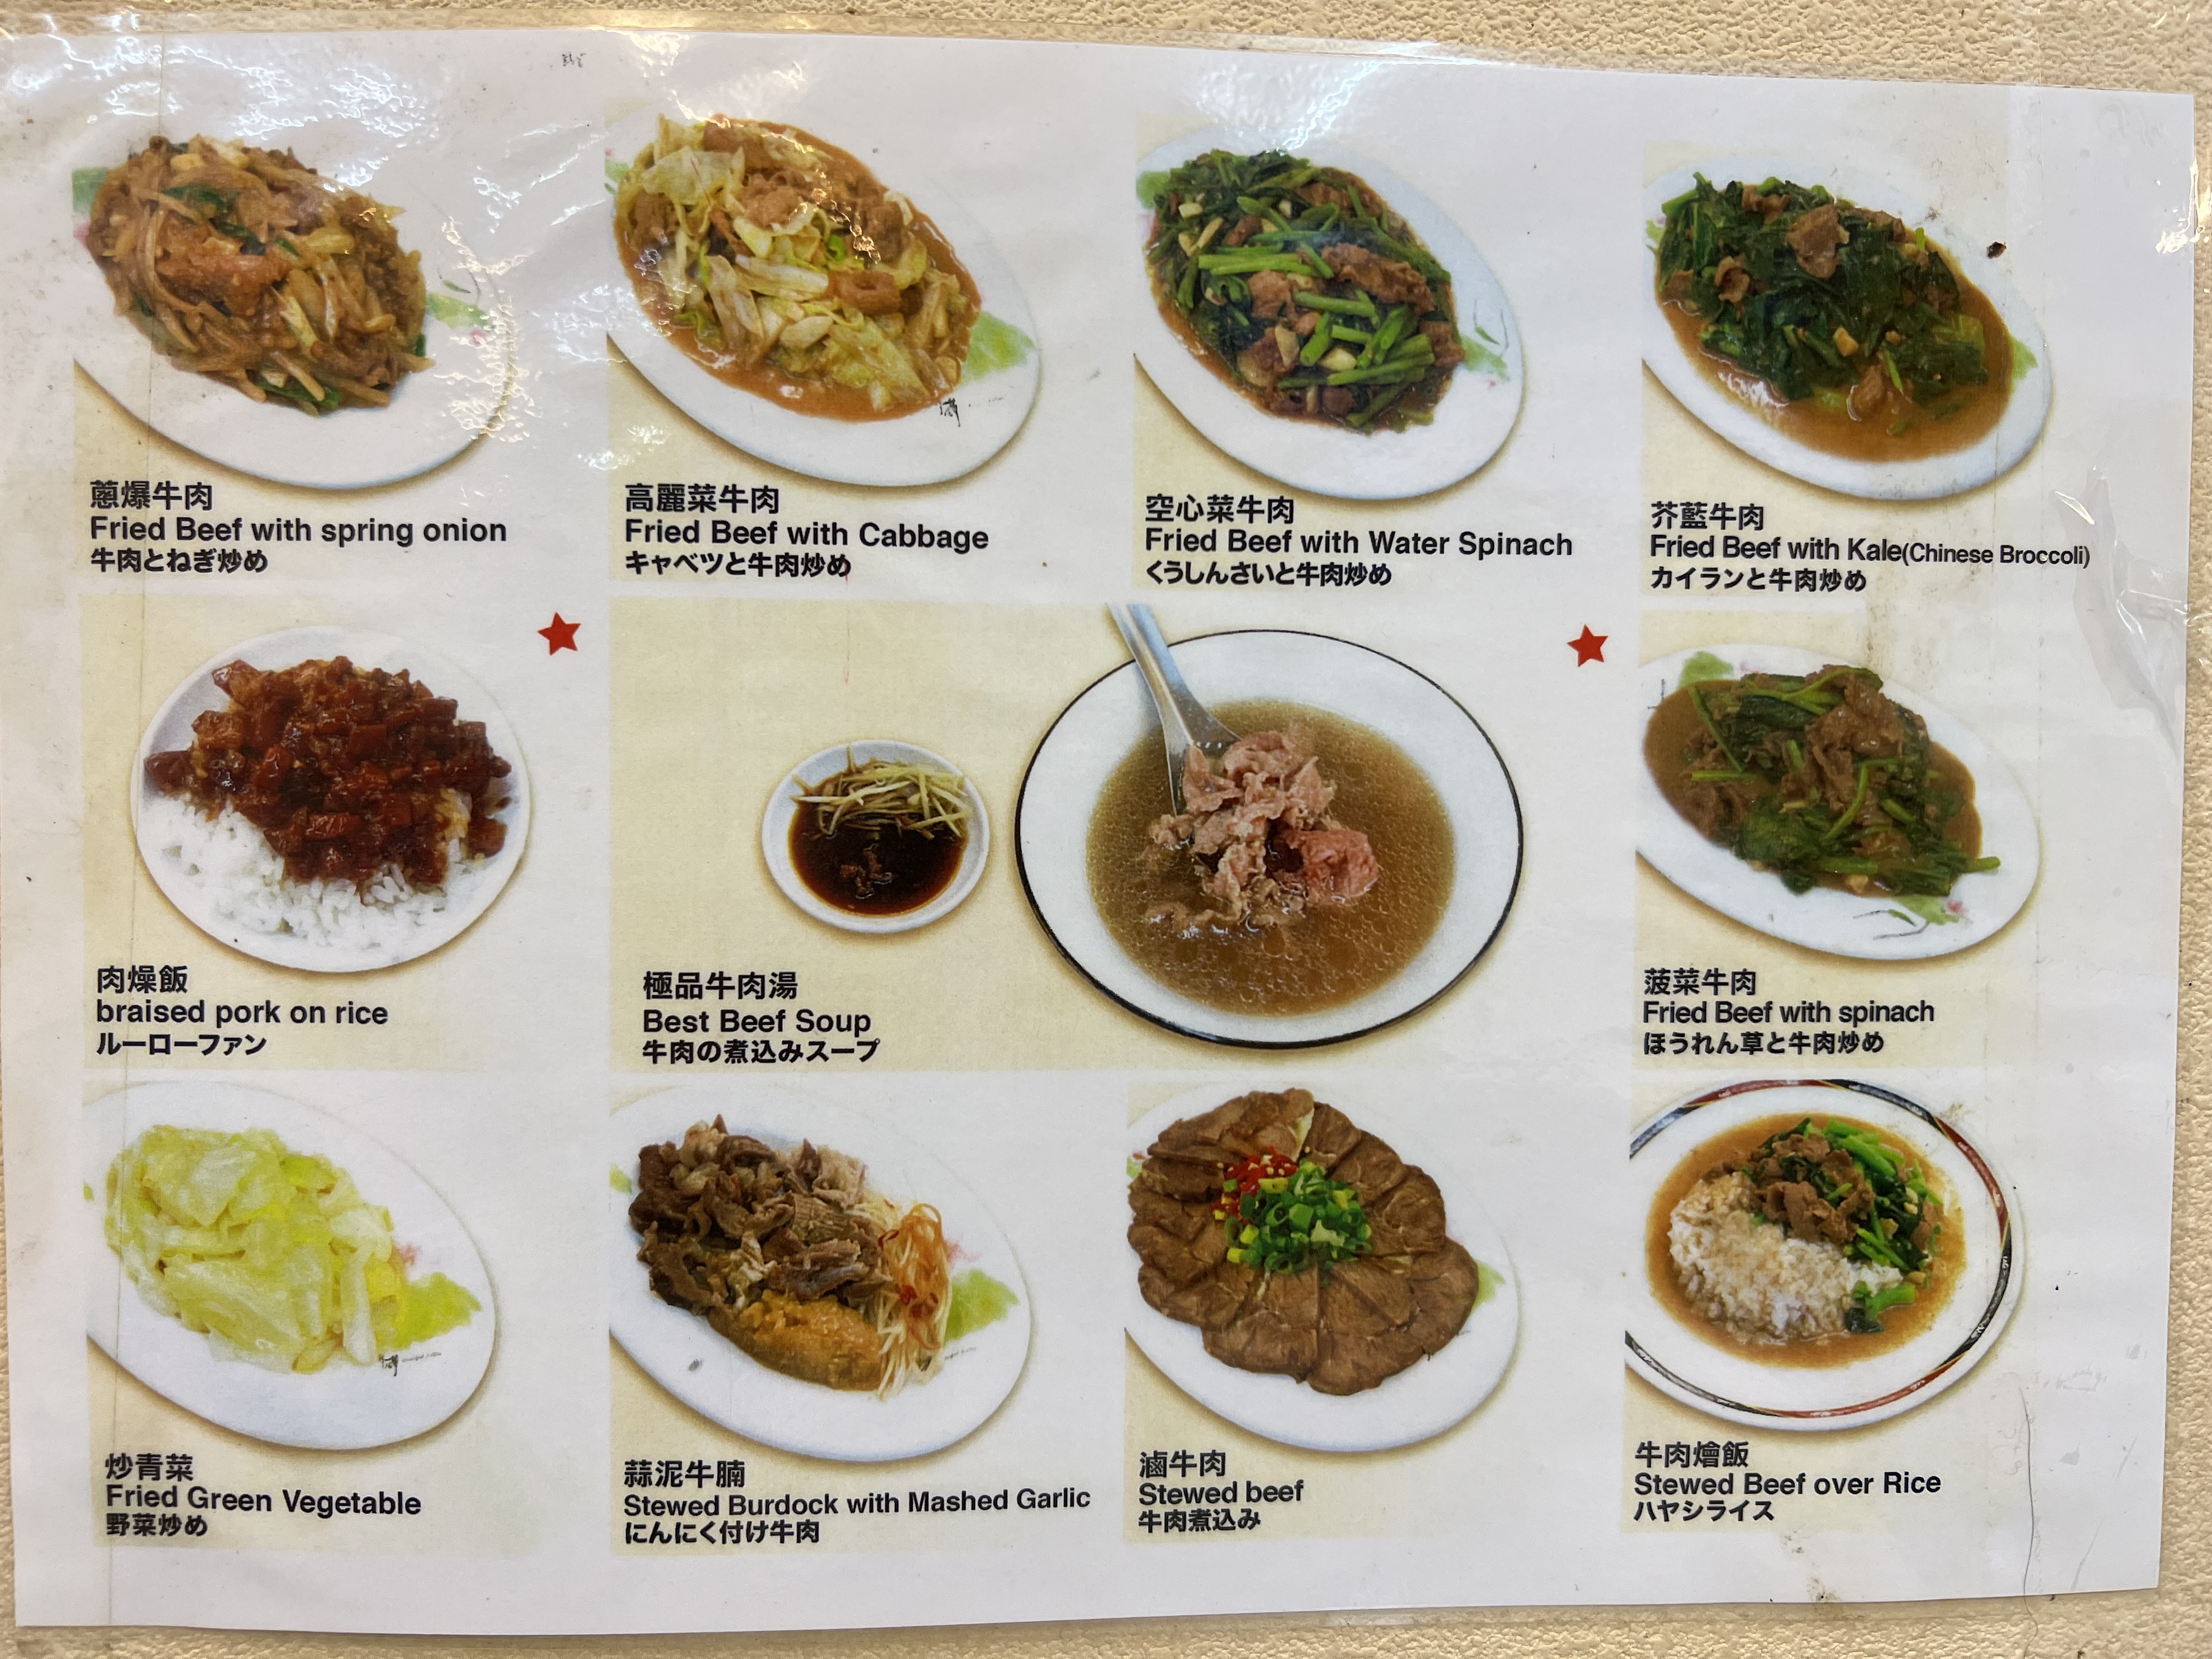 蔥爆牛肉
Fried Beef with spring onion
牛肉とねぎ炒め
高麗菜牛肉
Fried Beef with Cabbage
キャベツと牛肉炒め
空心菜牛肉
Fried Beef with Water Spinach
くうしんさいと牛肉炒め
芥藍牛肉
Fried Beef with Kale(Chinese Broccoli)
カイランと牛肉炒め
肉燥飯
braised pork on rice
ルーローファン
極品牛肉湯
Best Beef Soup
牛肉の煮込みスープ
菠菜牛肉
Fried Beef with spinach
ほうれん草と牛肉炒め
炒青菜
Fried Green Vegetable
野菜炒め
蒜泥牛腩
Stewed Burdock with Mashed Garlic
にんにく付け牛肉
滷牛肉
Stewed beef
牛肉煮込み
牛肉燴飯
Stewed Beef over Rice
ハヤシライス